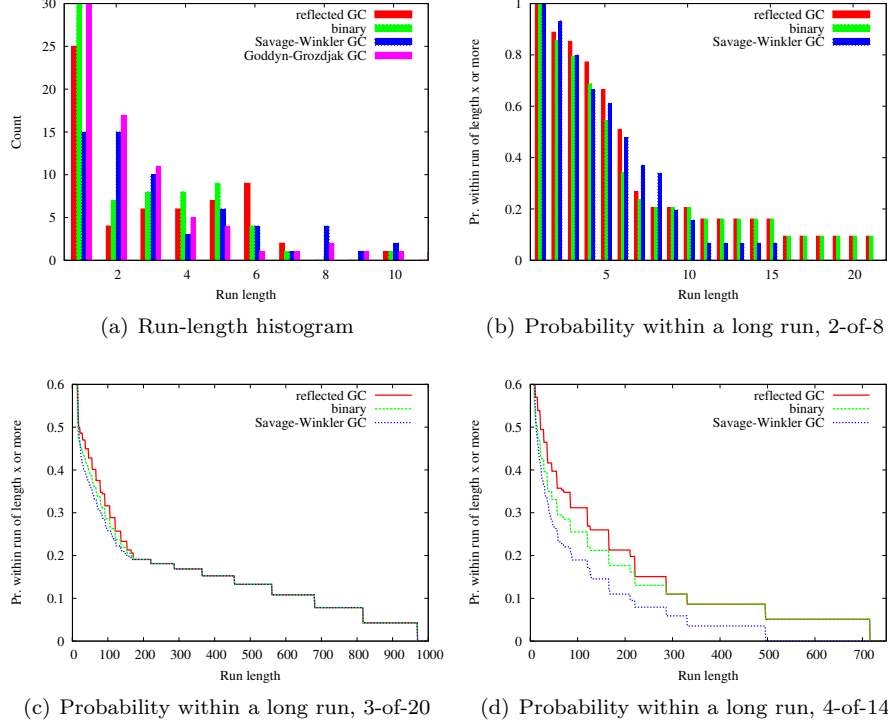 30
25
20
15
10
5
0
Count
2
4
6
8
10
Run length
reflected GC
binary
Savage-Winkler GC
Goddyn-Grozdjak GC
(a) Run-length histogram
1
0.8
0.6
0.4
0.2
0
Pr. within run of length x or more
5
10
15
20
Run length
reflected GC
binary
Savage-Winkler GC
(b) Probability within a long run, 2-of-8
0.6
0.5
0.4
0.3
0.2
0.1
0
Pr. within run of length x or more
0
100
200
300
400
500
600
700
800
900
1000
Run length
reflected GC
binary
Savage-Winkler GC
(c) Probability within a long run, 3-of-20
0.6
0.5
0.4
0.3
0.2
0.1
0
Pr. within run of length x or more
0
100
200
300
400
500
600
700
Run length
reflected GC
binary
Savage-Winkler GC
(d) Probability within a long run, 4-of-14